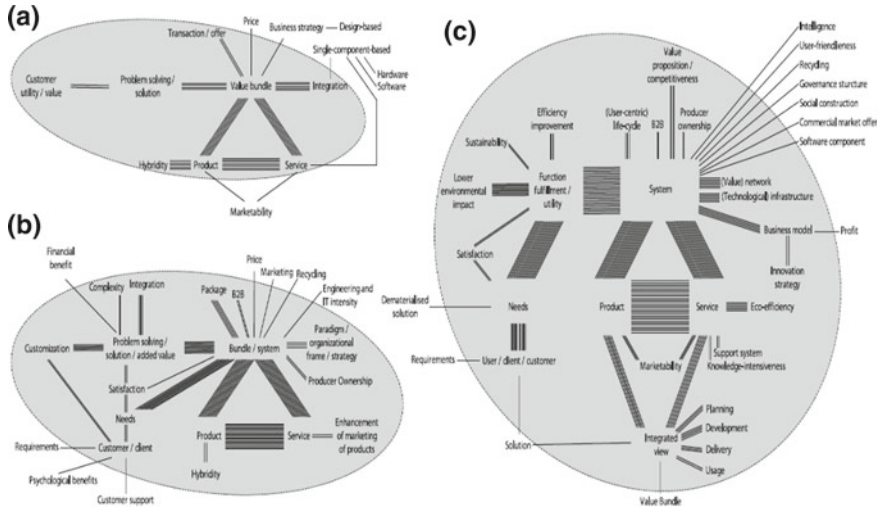 (a)
Price
Business strategy
Design-based
Transaction / offer
Single-component-based
Hardware
Software
Customer
utility / value
Problem solving /
solution
Value bundle
Integration
Hybridity
Product
Service
Marketability
(b)
Financial
benefit
Complexity
Integration
Package
B2B
Price
Marketing
Recycling
Engineering and
IT intensity
Customization
Problem solving /
solution / added value
Bundle / system
Paradigm /
organizational
frame / strategy
Satisfaction
Producer Ownership
Needs
Product
Service
Enhancement
of marketing
of products
Requirements
Customer / client
Hybridity
Psychological benefits
Customer support
(c)
Intelligence
User-friendleness
Recycling
Governance sturcture
Social construction
Commercial market offer
Software component
Value
proposition /
competitiveness
Efficiency
improvement
(User-centric)
life-cycle
B2B
Producer
ownership
Sustainability
Lower
environmental
impact
Function
fulfillment /
utility
System
(Value) network
(Technological) infrastructure
Business model
Profit
Satisfaction
Innovation
strategy
Dematerialised
solution
Needs
Product
Service
Eco-efficiency
Requirements
User / client / customer
Marketability
Support system
Knowledge-intensiveness
Planning
Development
Solution
Integrated
view
Delivery
Usage
Value Bundle